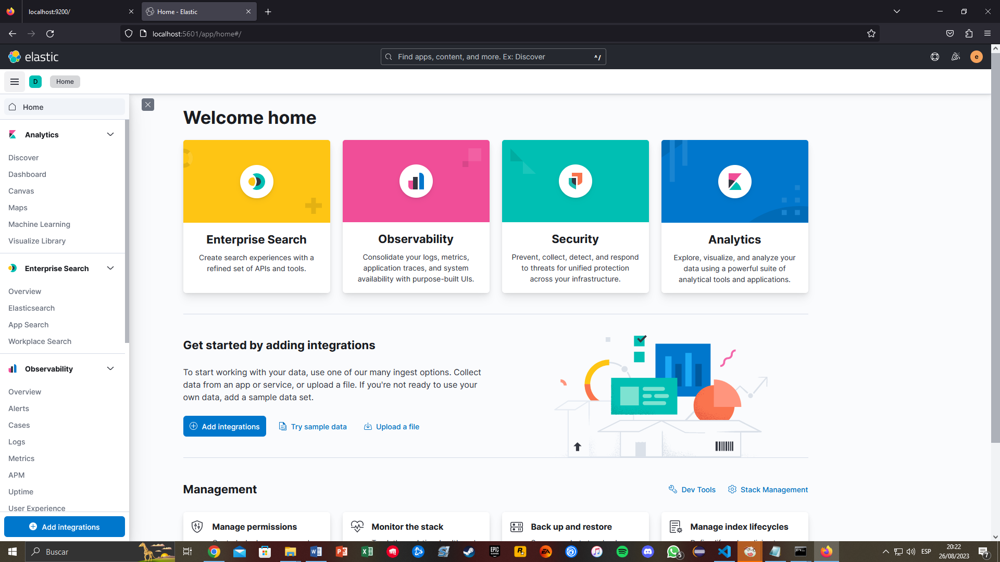 localhost:9200/
Home - Elastic
localhost:5601/app/home#/
elastic
Find apps, content, and more. Ex: Discover
^/
e
D
Home
Home
Analytics
Discover
Dashboard
Canvas
Maps
Machine Learning
Visualize Library
Enterprise Search
Overview
Elasticsearch
App Search
Workplace Search
Observability
Overview
Alerts
Cases
Logs
Metrics
APM
Uptime
User Experience
Add integrations
Welcome home
Enterprise Search
Create search experiences with a
refined set of APIs and tools.
Observability
Consolidate your logs, metrics,
application traces, and system
availability with purpose-built UIs.
Security
Prevent, collect, detect, and respond
to threats for unified protection
across your infrastructure.
Analytics
Explore, visualize, and analyze your
data using a powerful suite of
analytical tools and applications.
Get started by adding integrations
To start working with your data, use one of our many ingest options. Collect
data from an app or service, or upload a file. If you're not ready to use your
own data, add a sample data set.
Add integrations
Try sample data
Upload a file
Management
Dev Tools
Stack Management
Manage permissions
Monitor the stack
Back up and restore
Manage index lifecycles
Buscar
EPIC
GAMES
EA
5
ESP
20:22
26/08/2023
7